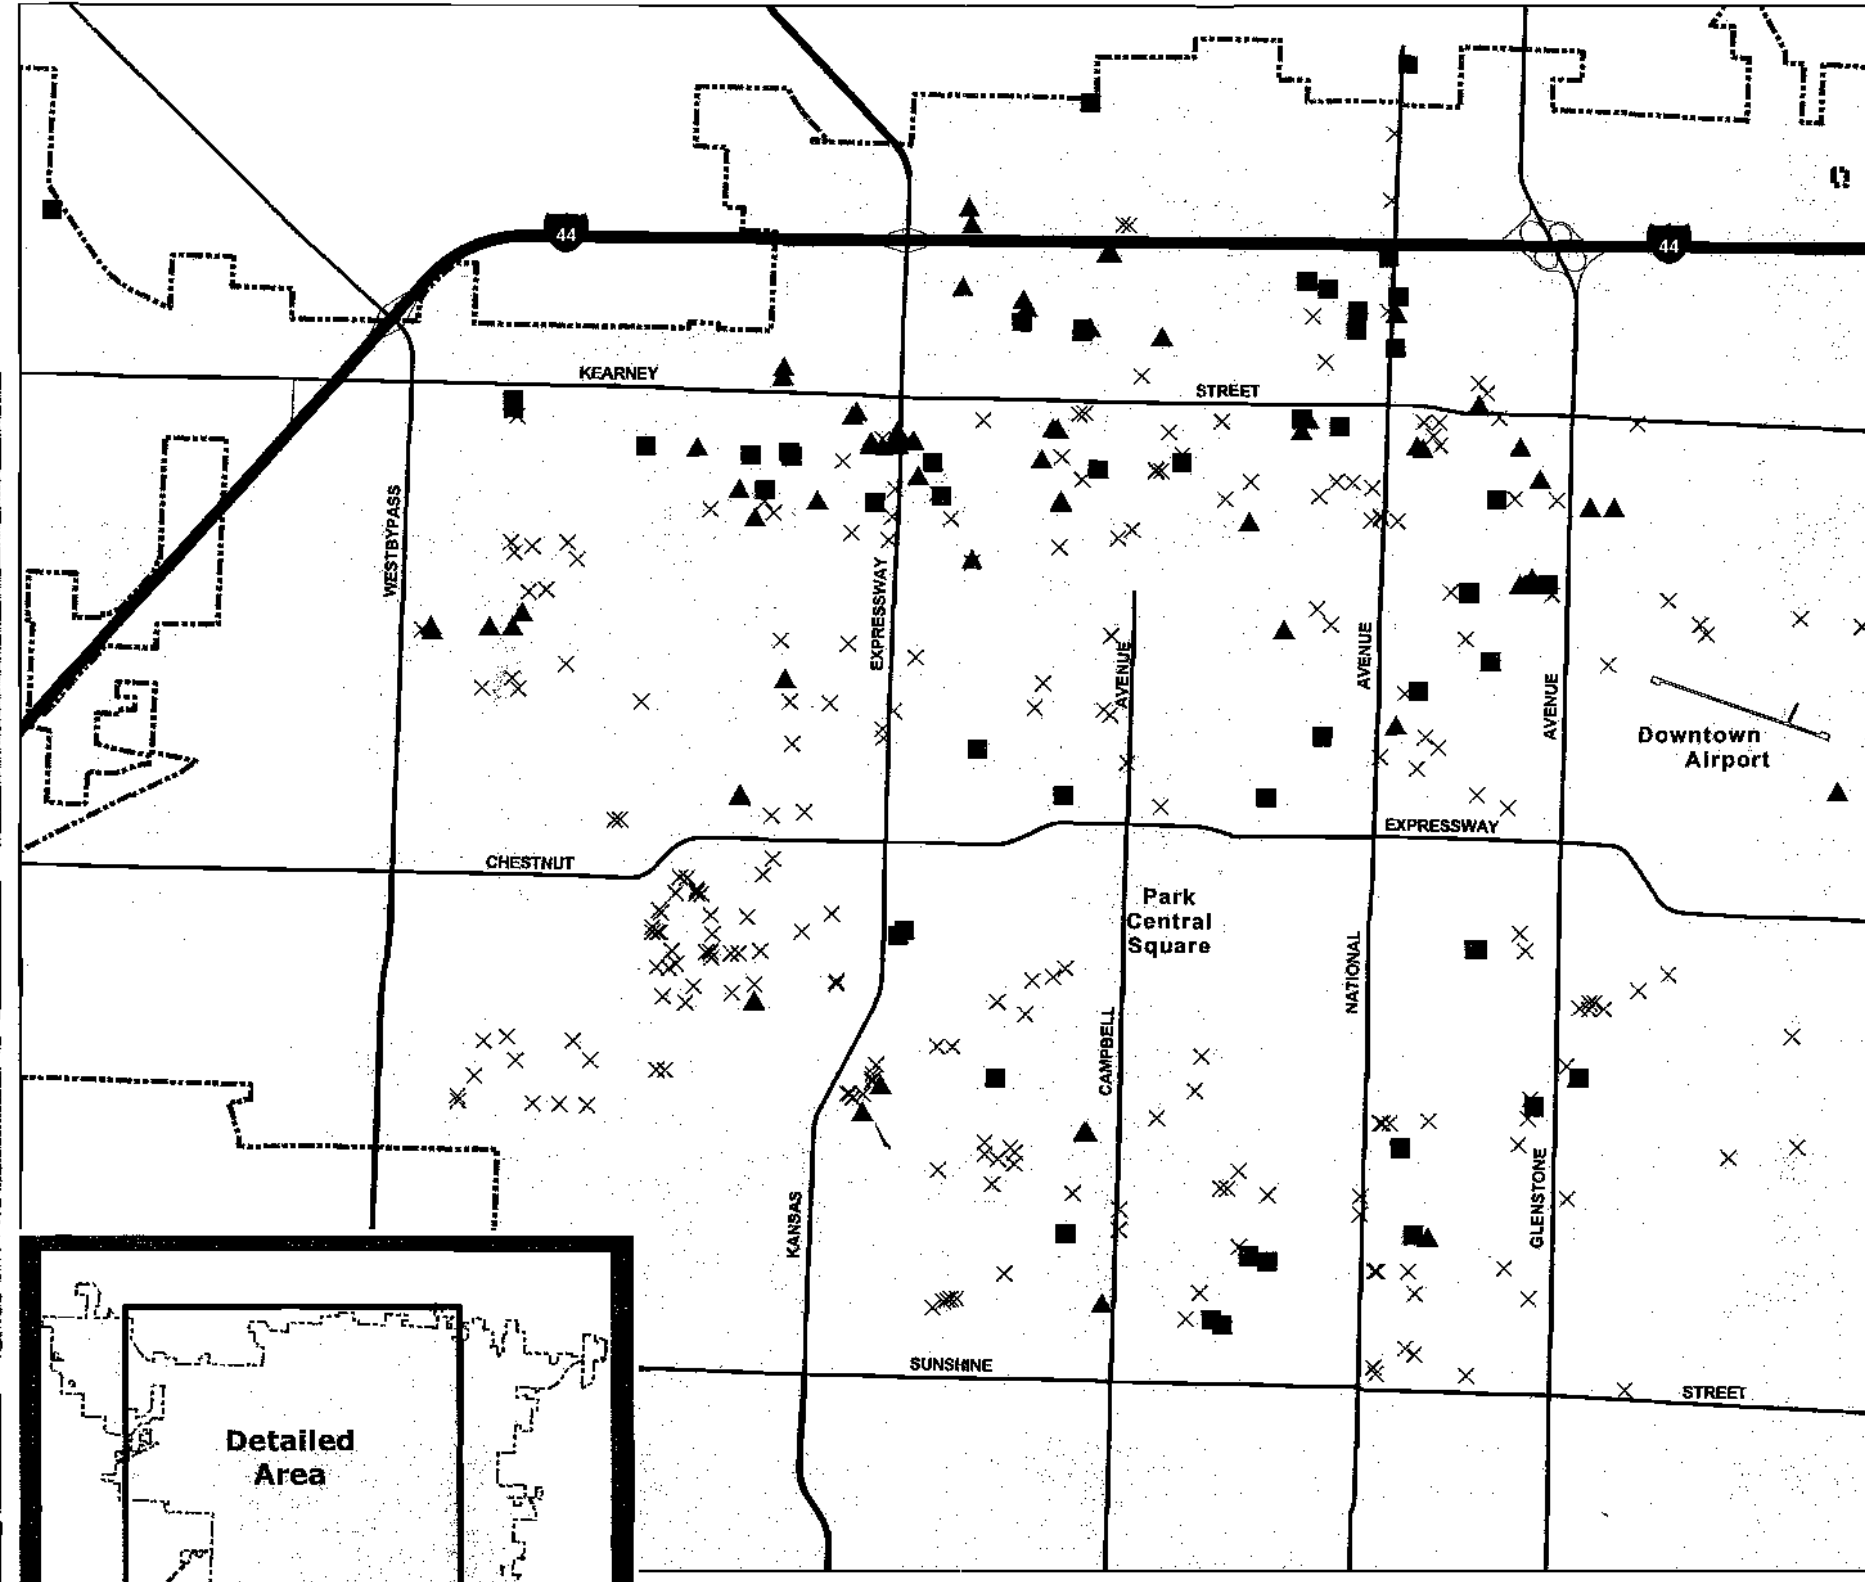 44
44
KEARNEY
STREET
WESTBYPASS
EXPRESSWAY
AVENUE
AVENUE
AVENUE
Downtown
Airport
EXPRESSWAY
CHESTNUT
Park
Central
Square
NATIONAL
CAMPBELL
GLENSTONE
KANSAS
SUNSHINE
STREET
Detailed
Area